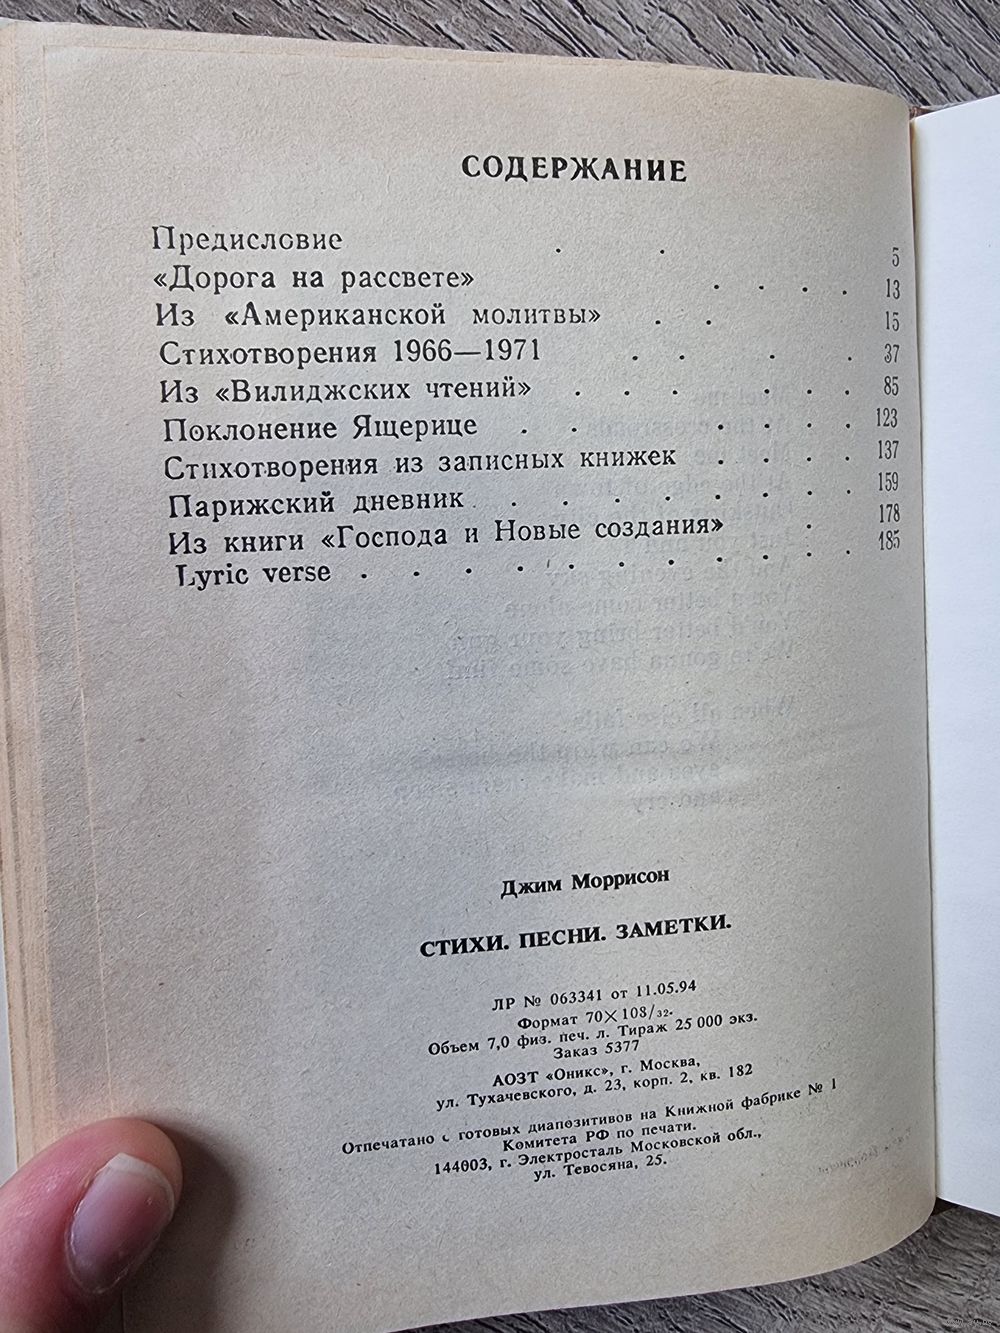 СОДЕРЖАНИЕ
Предисловие . . 5
«Дорога на рассвете» . . . . 13
Из «Американской молитвы» . . 15
Стихотворения 1966—1971 . . . . 37
Из «Вилиджских чтений» . . . . . . 85
Поклонение Ящерице . . . . . . 123
Стихотворения из записных книжек . . . . 137
Парижский дневник . . . . . . . . . 159
Из книги «Господа и Новые создания» . 178
Lyric verse . . . . . . . . . . . . . 185
Джим Моррисон
СТИХИ. ПЕСНИ. ЗАМЕТКИ.
ЛР № 063341 от 11.05.94
Формат 70×108/32.
Объем 7,0 физ. печ. л. Тираж 25 000 экз.
Заказ 5377
АОЗТ «Оникс», г. Москва,
ул. Тухачевского, д. 23, корп. 2, кв. 182
Отпечатано с готовых диапозитивов на Книжной фабрике № 1
Комитета РФ по печати.
144003, г. Электросталь Московской обл.,
ул. Тевосяна, 25.